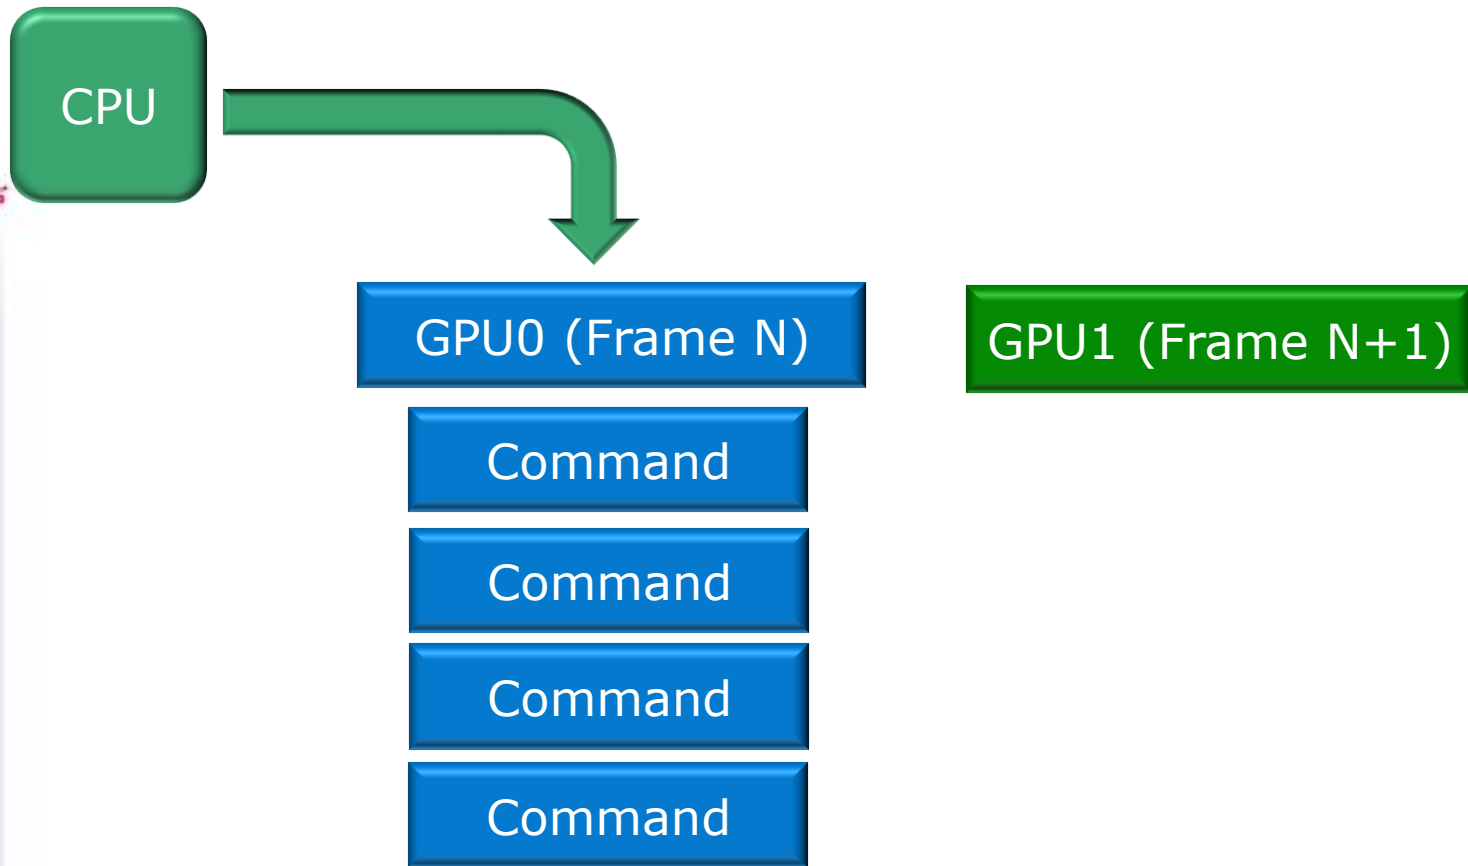 CPU
GPU0 (Frame N)
GPU1 (Frame N+1)
Command
Command
Command
Command